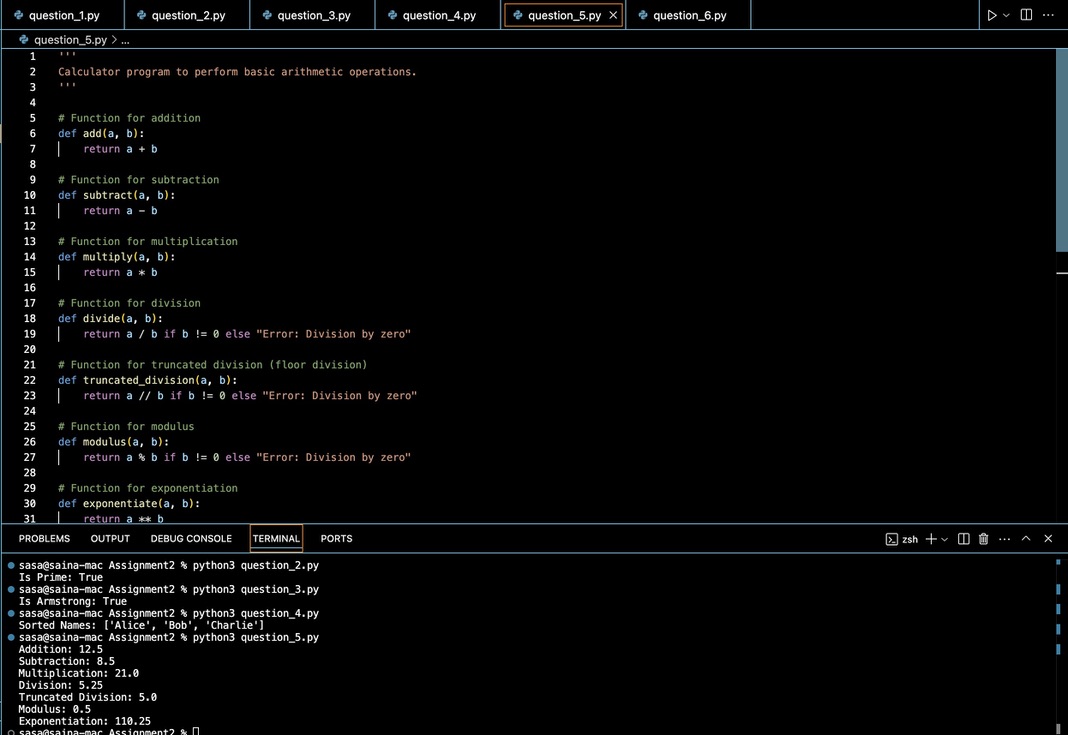 question_1.py question_2.py question_3.py question_4.py question_5.py question_6.py
question_5.py > ...
1 '''
2 Calculator program to perform basic arithmetic operations.
3 '''
4
5 # Function for addition
6 def add(a, b):
7 return a + b
8
9 # Function for subtraction
10 def subtract(a, b):
11 return a - b
12
13 # Function for multiplication
14 def multiply(a, b):
15 return a * b
16
17 # Function for division
18 def divide(a, b):
19 return a / b if b != 0 else "Error: Division by zero"
20
21 # Function for truncated division (floor division)
22 def truncated_division(a, b):
23 return a // b if b != 0 else "Error: Division by zero"
24
25 # Function for modulus
26 def modulus(a, b):
27 return a % b if b != 0 else "Error: Division by zero"
28
29 # Function for exponentiation
30 def exponentiate(a, b):
31 return a ** b
PROBLEMS OUTPUT DEBUG CONSOLE TERMINAL PORTS zsh
sasa@saina-mac Assignment2 % python3 question_2.py
Is Prime: True
sasa@saina-mac Assignment2 % python3 question_3.py
Is Armstrong: True
sasa@saina-mac Assignment2 % python3 question_4.py
Sorted Names: ['Alice', 'Bob', 'Charlie']
sasa@saina-mac Assignment2 % python3 question_5.py
Addition: 12.5
Subtraction: 8.5
Multiplication: 21.0
Division: 5.25
Truncated Division: 5.0
Modulus: 0.5
Exponentiation: 110.25
sasa@saina-mac Assignment2 %